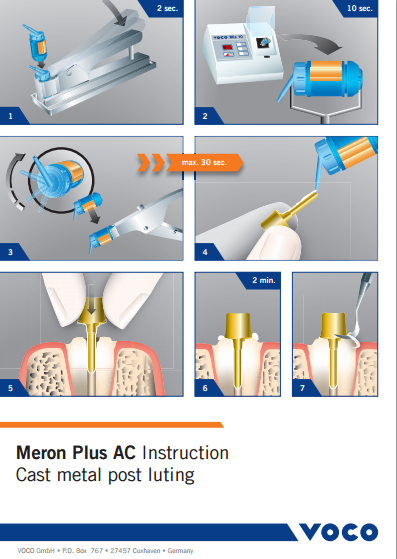 2 sec.
10 sec.
VOCO Mix 10
1
2
max. 30 sec.
3
4
2 min.
5
6
7
Meron Plus AC Instruction
Cast metal post luting
VOCO
VOCO GmbH • P.O. Box 767 • 27457 Cuxhaven • Germany